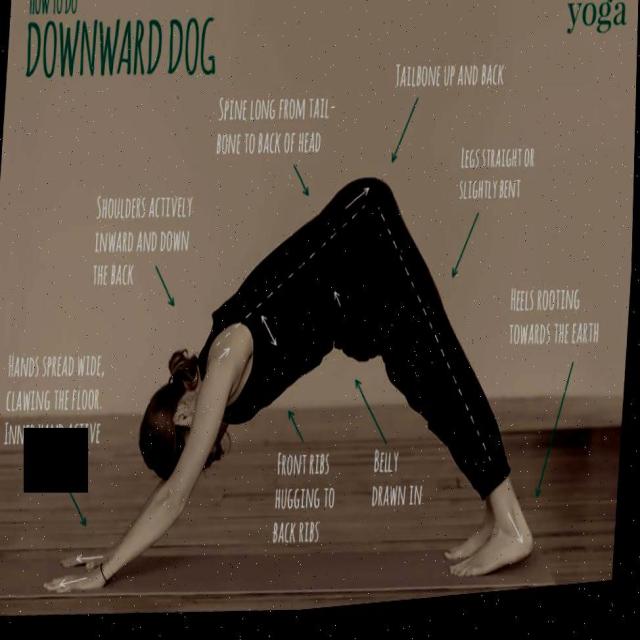 HOW TO DO
DOWNWARD DOG
yoga
TAILBONE UP AND BACK
SPINE LONG FROM TAIL-
BONE TO BACK OF HEAD
LEGS STRAIGHT OR
SLIGHTLY BENT
SHOULDERS ACTIVELY
INWARD AND DOWN
THE BACK
HEELS ROOTING
TOWARDS THE EARTH
HANDS SPREAD WIDE,
CLAWING THE FLOOR
FRONT RIBS
HUGGING TO
BACK RIBS
BELLY
DRAWN IN